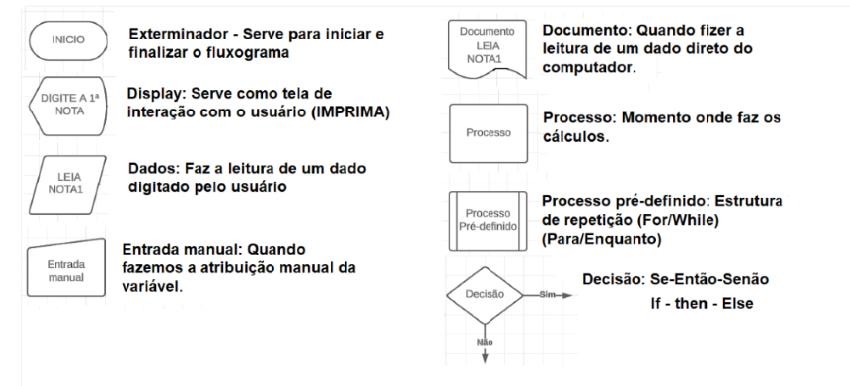 INICIO
Exterminador - Serve para iniciar e
finalizar o fluxograma
DIGITE A 1ª
NOTA
Display: Serve como tela de
interação com o usuário (IMPRIMA)
LEIA
NOTA1
Dados: Faz a leitura de um dado
digitado pelo usuário
Entrada
manual
Entrada manual: Quando
fazemos a atribuição manual da
variável.
Documento
LEIA
NOTA1
Documento: Quando fizer a
leitura de um dado direto do
computador.
Processo
Processo: Momento onde faz os
cálculos.
Processo
Pré-definido
Processo pré-definido: Estrutura
de repetição (For/While)
(Para/Enquanto)
Decisão
Sim
Não
Decisão: Se-Então-Senão
If - then - Else